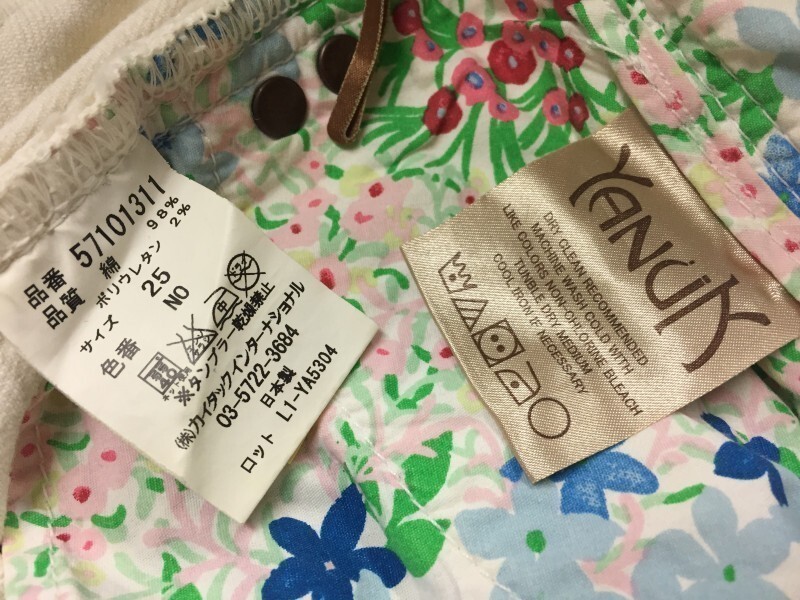 品番 57101311
品質 綿 98%
ポリウレタン 2%
サイズ 25
色番 NO
※タンブラー乾燥禁止
(株)カイタックインターナショナル
03-5722-3684
日本製
ロット L1-YA5304
YANUK
DRY CLEAN RECOMMENDED
MACHINE WASH COLD WITH
LIKE COLORS NON-CHLORINE BLEACH
TUNBLE DRY MEDIUM
COOL IRON IF NECESSARY